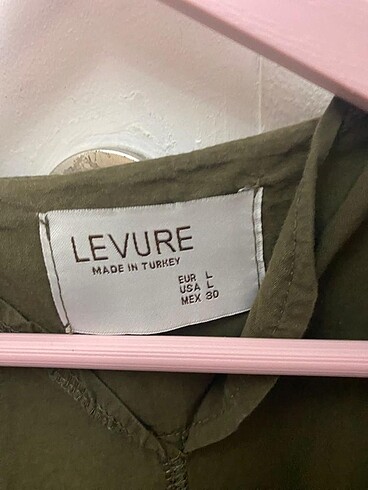 LEVURE
MADE IN TURKEY
EUR L
USA L
MEX 30